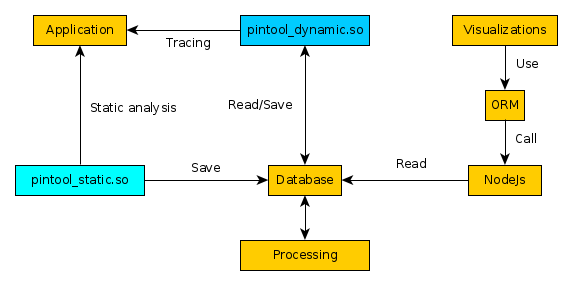 Application
pintool_dynamic.so
Visualizations
Tracing
Use
Static analysis
Read/Save
ORM
Call
pintool_static.so
Save
Database
Read
NodeJs
Processing